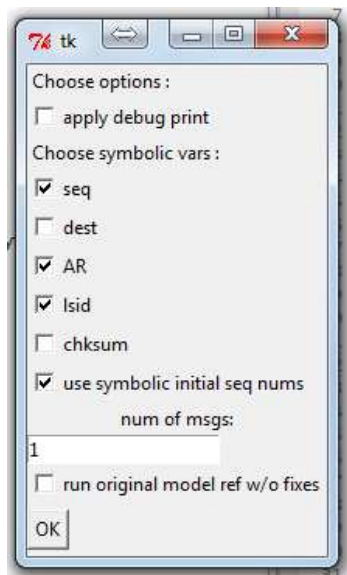 tk
Choose options :
apply debug print
Choose symbolic vars :
seq
dest
AR
lsid
chksum
use symbolic initial seq nums
num of msgs:
1
run original model ref w/o fixes
OK